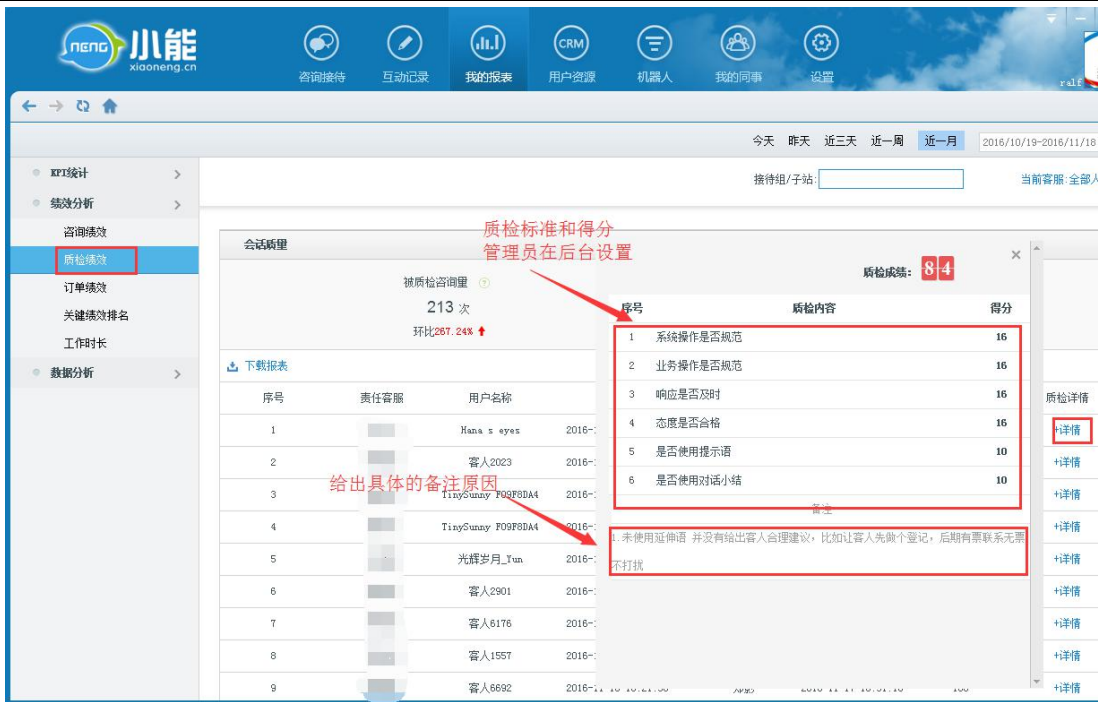 neng 小能
xiaoneng.cn
咨询接待 互动记录 我的报表 用户资源 机器人 我的同事 设置
CRM
ralf
今天 昨天 近三天 近一周 近一月 2016/10/19-2016/11/18
KPI统计
接待组/子站:
当前客服:全部人
绩效分析
咨询绩效
质检绩效
订单绩效
关键绩效排名
工作时长
数据分析
质检标准和得分
管理员在后台设置
会话质量
被质检咨询量
213 次
环比267.24%
下载报表
质检成绩: 84
序号 质检内容 得分
1 系统操作是否规范 16
2 业务操作是否规范 16
3 响应是否及时 16
4 态度是否合格 16
5 是否使用提示语 10
6 是否使用对话小结 10
备注
1.未使用延伸语 并没有给出客人合理建议，比如让客人先做个登记，后期有票联系无票
不打扰
给出具体的备注原因
序号 责任客服 用户名称 质检详情
1 Hana s eyes 2016- +详情
2 客人2023 2016- +详情
3 TinySunny F09F8DA4 2016- +详情
4 TinySunny F09F8DA4 2016- +详情
5 光辉岁月_Yun 2016- +详情
6 客人2901 2016- +详情
7 客人6176 2016- +详情
8 客人1557 2016- +详情
9 客人6692 2016- +详情